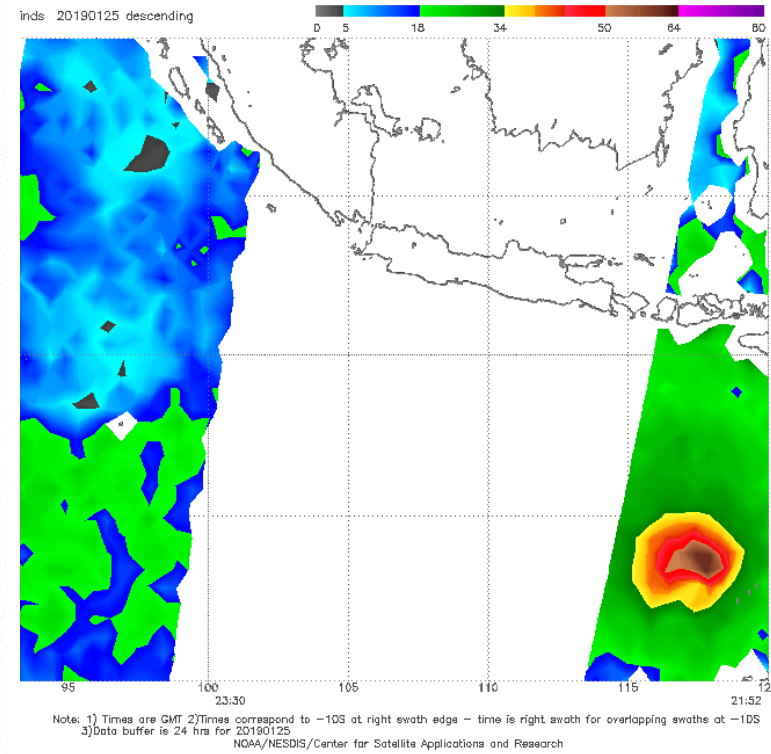 inds 20190125 descending
0 5 18 34 50 64 80
95 100 105 110 115 12
23:30 21:52
Note: 1) Times are GMT 2)Times correspond to -10S at right swath edge - time is right swath for overlapping swaths at -10S
3)Data buffer is 24 hrs for 20190125
NOAA/NESDIS/Center for Satellite Applications and Research